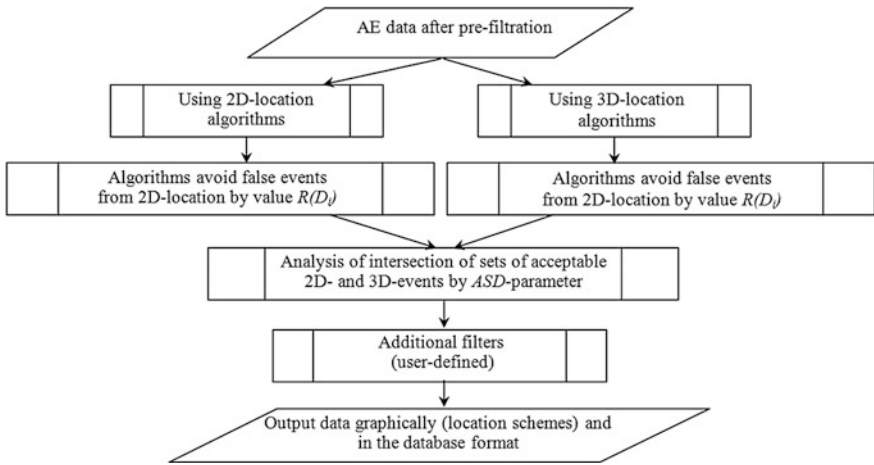 AE data after pre-filtration
Using 2D-location
algorithms
Using 3D-location
algorithms
Algorithms avoid false events
from 2D-location by value R(Di)
Algorithms avoid false events
from 2D-location by value R(Di)
Analysis of intersection of sets of acceptable
2D- and 3D-events by ASD-parameter
Additional filters
(user-defined)
Output data graphically (location schemes) and
in the database format